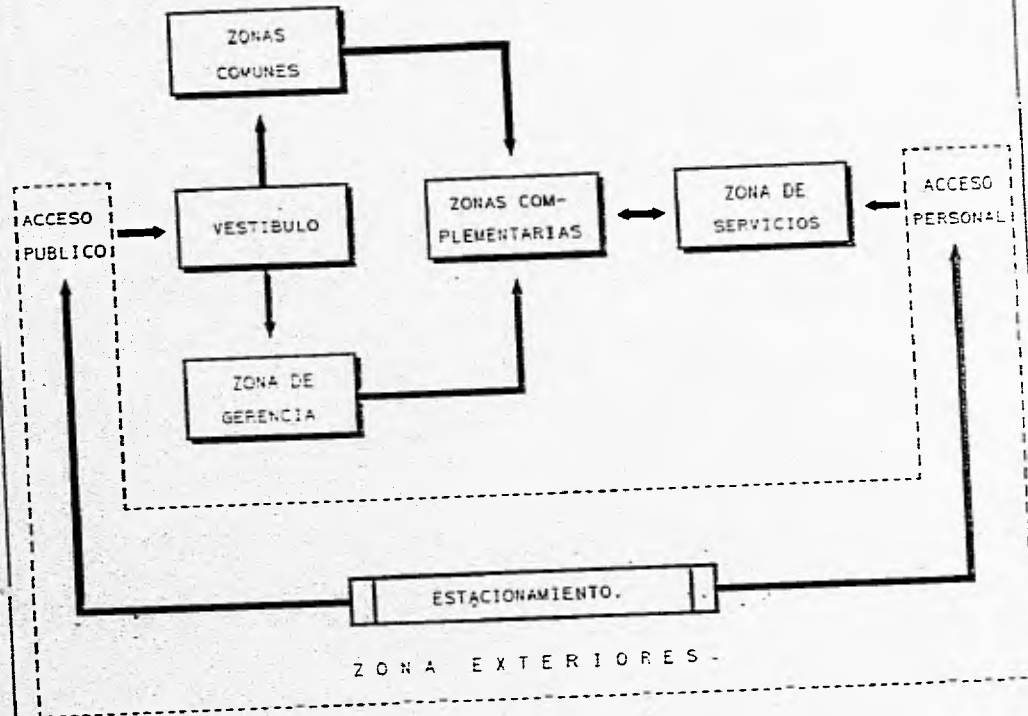 ZONAS
COMUNES
ACCESO
PUBLICO
VESTIBULO
ZONAS COM-
PLEMENTARIAS
ZONA DE
SERVICIOS
ACCESO
PERSONAL
ZONA DE
GERENCIA
ESTACIONAMIENTO.
ZONA EXTERIORES.